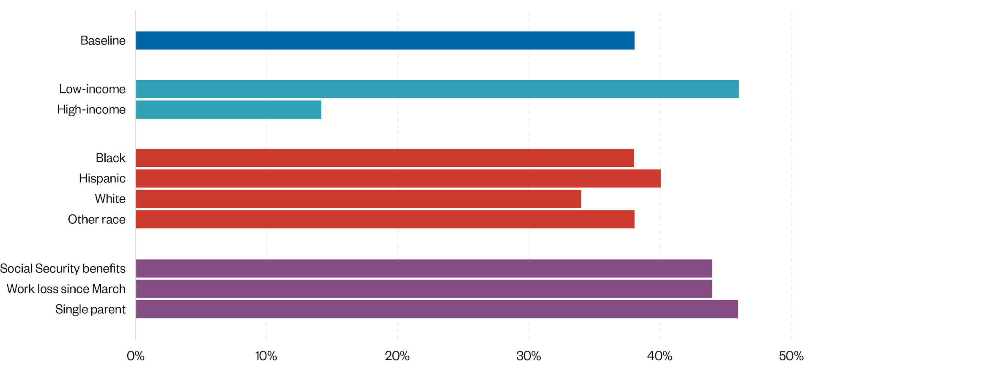 Baseline
Low-income
High-income
Black
Hispanic
White
Other race
Social Security benefits
Work loss since March
Single parent
0% 10% 20% 30% 40% 50%